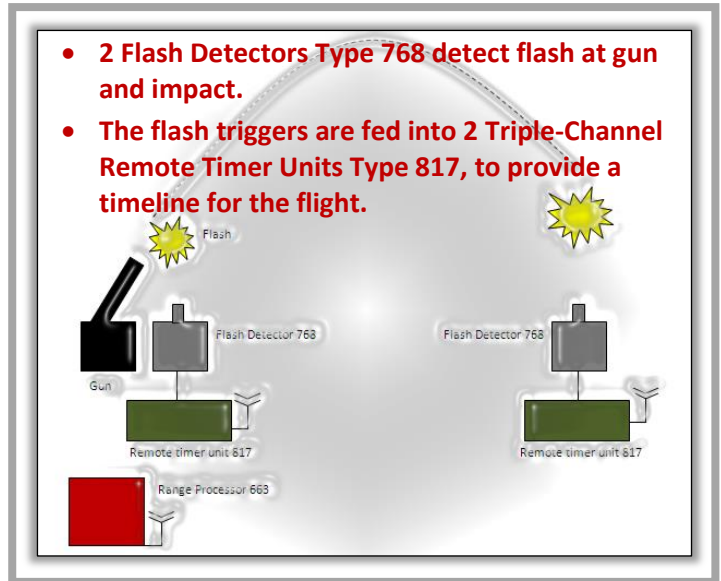 • 2 Flash Detectors Type 768 detect flash at gun
and impact.
• The flash triggers are fed into 2 Triple-Channel
Remote Timer Units Type 817, to provide a
timeline for the flight.
Flash
Flash Detector 768
Flash Detector 768
Gun
Remote timer unit 817
Remote timer unit 817
Range Processor 663